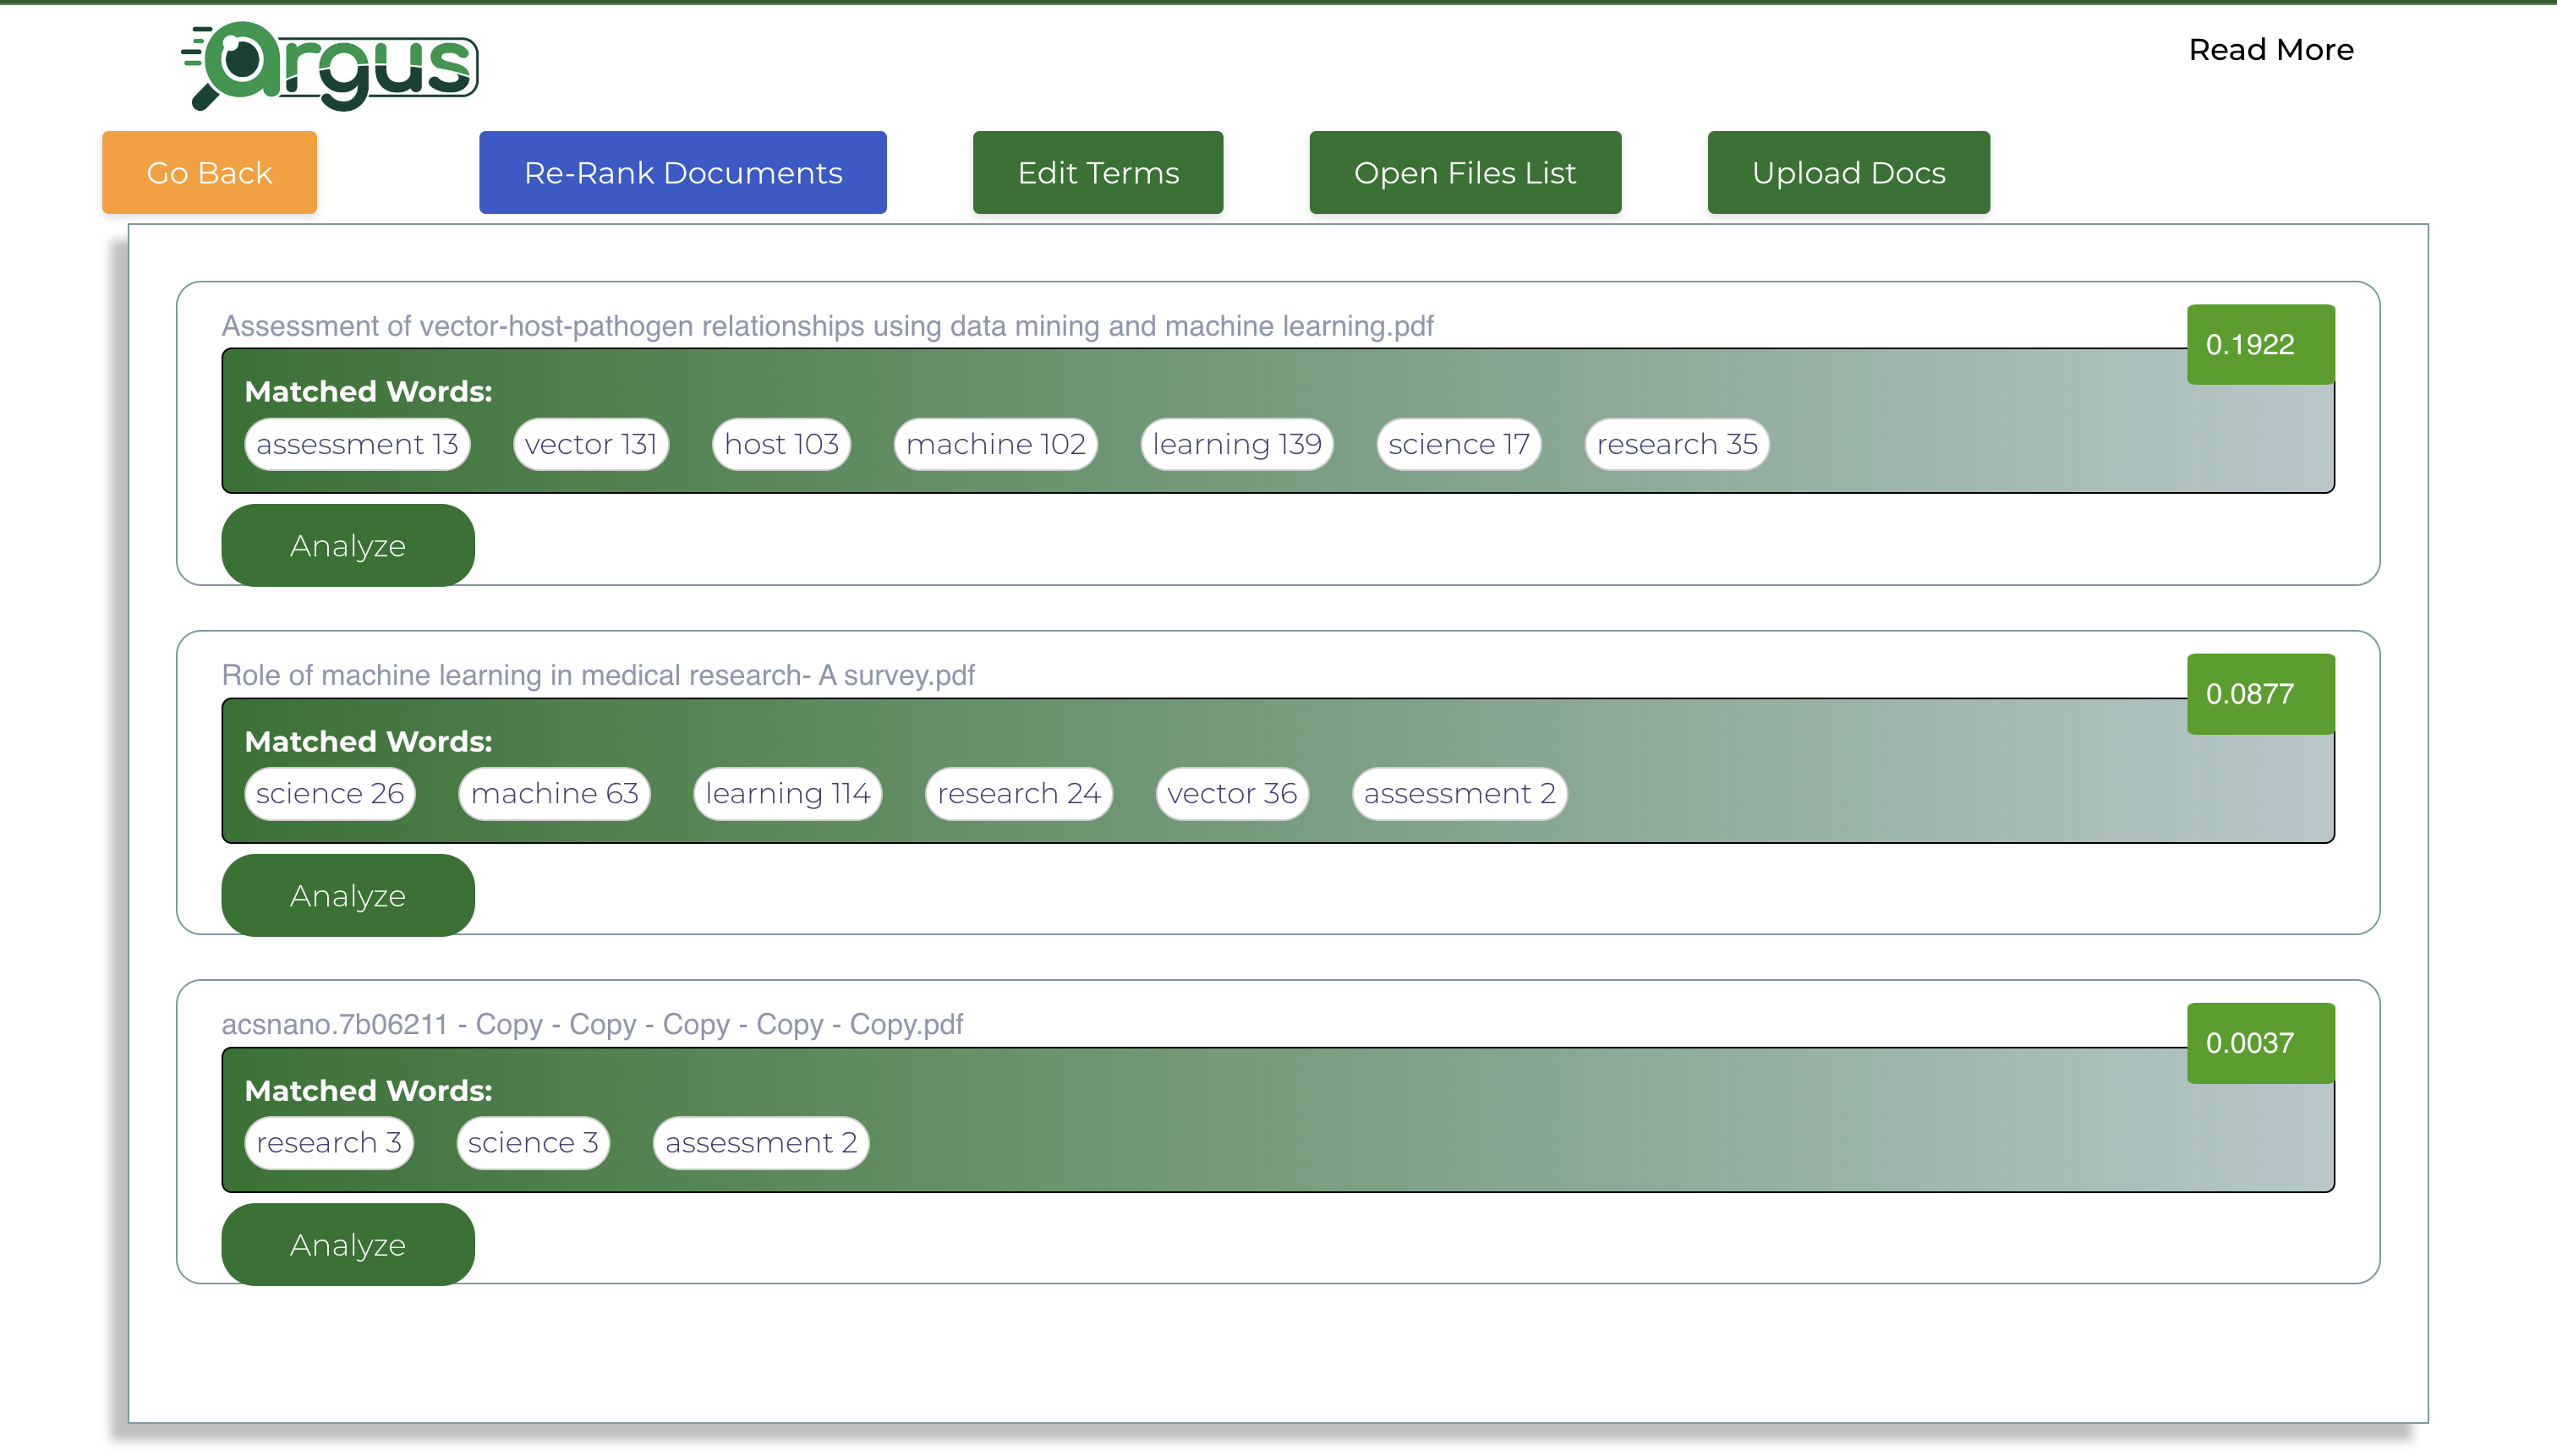 argus
Read More
Go Back
Re-Rank Documents
Edit Terms
Open Files List
Upload Docs
Assessment of vector-host-pathogen relationships using data mining and machine learning.pdf
0.1922
Matched Words:
assessment 13 vector 131 host 103 machine 102 learning 139 science 17 research 35
Analyze
Role of machine learning in medical research- A survey.pdf
0.0877
Matched Words:
science 26 machine 63 learning 114 research 24 vector 36 assessment 2
Analyze
acsnano.7b06211 - Copy - Copy - Copy - Copy - Copy.pdf
0.0037
Matched Words:
research 3 science 3 assessment 2
Analyze